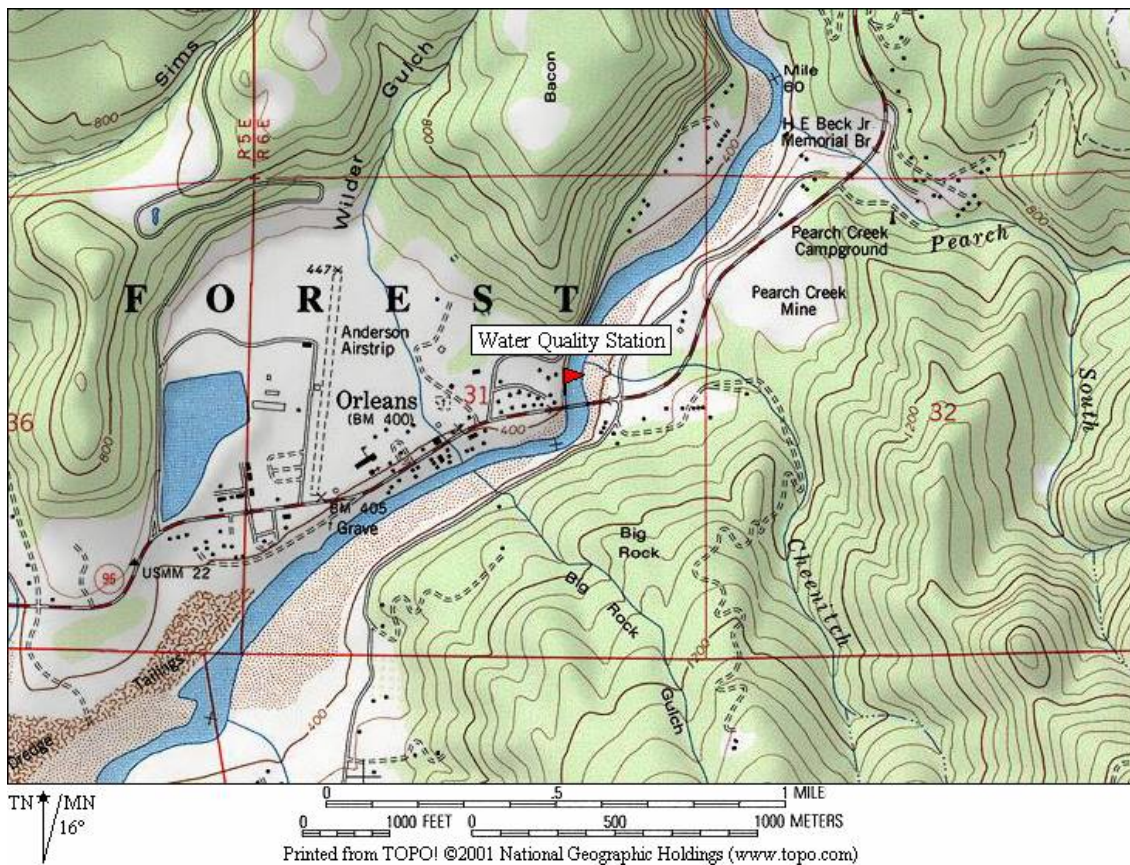 Sims
Gulch
Wilder
Bacon
Mile
60
H E Beck Jr
Memorial Br
800
800
400
800
R5E
R6E
Pearch
Pearch Creek
Campground
Pearch Creek
Mine
447
FOREST
Anderson
Airstrip
Water Quality Station
Orleans
(BM 400)
31
32
36
1200
South
400
800
BM 405
Grave
USMM 22
96
Big
Rock
Big Rock
Gulch
Cheenitch
1200
Tailings
Dredge
400
TN MN
16°
0 .5 1 MILE
0 1000 FEET 0 500 1000 METERS
Printed from TOPO! ©2001 National Geographic Holdings (www.topo.com)